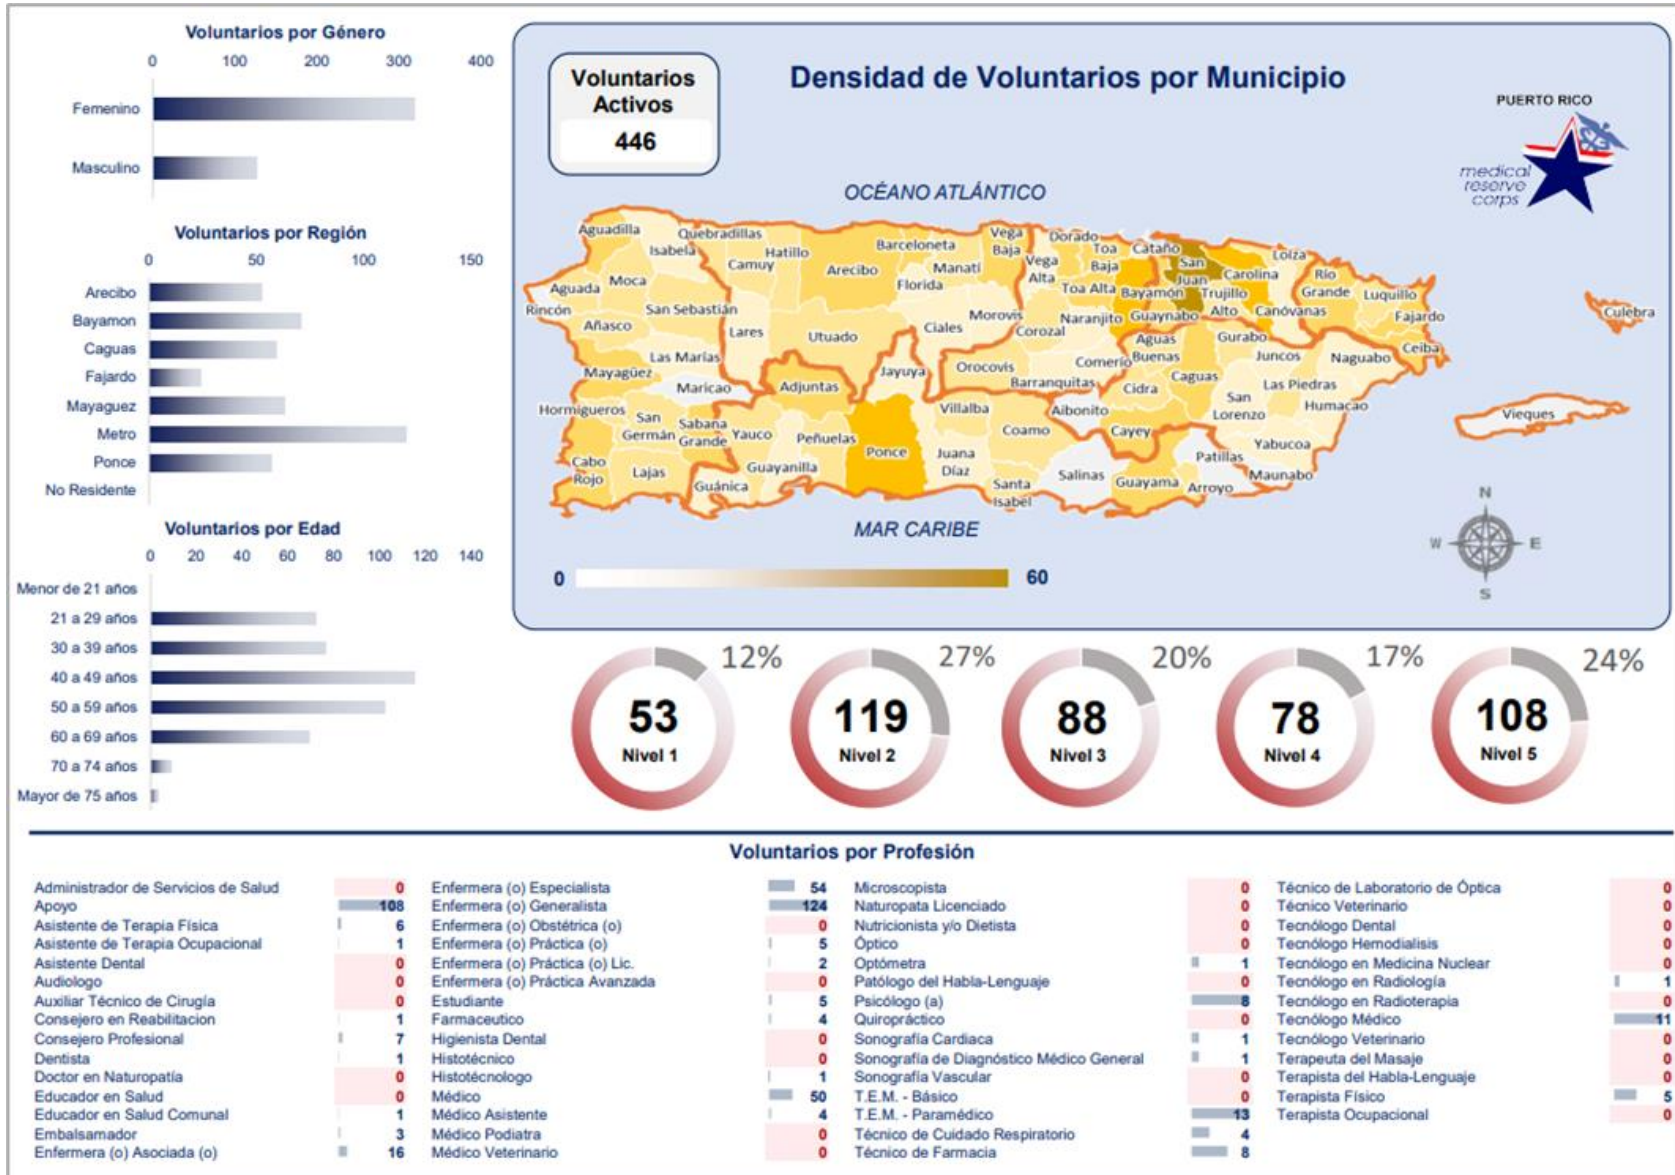 Voluntarios por Género
0 100 200 300 400
Femenino
Masculino
Voluntarios por Región
0 50 100 150
Arecibo
Bayamon
Caguas
Fajardo
Mayaguez
Metro
Ponce
No Residente
Voluntarios por Edad
0 20 40 60 80 100 120 140
Menor de 21 años
21 a 29 años
30 a 39 años
40 a 49 años
50 a 59 años
60 a 69 años
70 a 74 años
Mayor de 75 años
Voluntarios
Activos
446
Densidad de Voluntarios por Municipio
PUERTO RICO
medical
reserve
corps
OCÉANO ATLÁNTICO
Aguadilla
Isabela
Quebradillas
Camuy
Hatillo
Arecibo
Barceloneta
Manatí
Florida
Vega
Baja
Vega
Alta
Dorado
Toa
Baja
Toa Alta
Cataño
Bayamón
San
Juan
Guaynabo
Trujillo
Alto
Carolina
Loíza
Canóvanas
Río
Grande
Luquillo
Fajardo
Ceiba
Culebra
Aguada
Rincón
Moca
San Sebastián
Añasco
Lares
Utuado
Ciales
Morovis
Corozal
Naranjito
Las Marías
Mayagüez
Maricao
Adjuntas
Jayuya
Orocovis
Barranquitas
Comerío
Aguas
Buenas
Cidra
Caguas
Gurabo
Juncos
Naguabo
Las Piedras
San
Lorenzo
Humacao
Vieques
Hormigueros
San
Germán
Sabana
Grande
Yauco
Peñuelas
Ponce
Villalba
Coamo
Aibonito
Cayey
Yabucoa
Patillas
Maunabo
Cabo
Rojo
Lajas
Guánica
Guayanilla
Juana
Díaz
Santa
Isabel
Salinas
Guayama
Arroyo
MAR CARIBE
0 60
N
W E
S
53
Nivel 1
12%
119
Nivel 2
27%
88
Nivel 3
20%
78
Nivel 4
17%
108
Nivel 5
24%
Voluntarios por Profesión
Administrador de Servicios de Salud 0
Apoyo 108
Asistente de Terapia Física 6
Asistente de Terapia Ocupacional 1
Asistente Dental 0
Audiologo 0
Auxiliar Técnico de Cirugía 0
Consejero en Reabilitacion 1
Consejero Profesional 7
Dentista 1
Doctor en Naturopatía 0
Educador en Salud 0
Educador en Salud Comunal 1
Embalsamador 3
Enfermera (o) Asociada (o) 16
Enfermera (o) Especialista 54
Enfermera (o) Generalista 124
Enfermera (o) Obstétrica (o) 0
Enfermera (o) Práctica (o) 5
Enfermera (o) Práctica (o) Lic. 2
Enfermera (o) Práctica Avanzada 0
Estudiante 5
Farmaceutico 4
Higienista Dental 0
Histotécnico 0
Histotécnologo 1
Médico 50
Médico Asistente 4
Médico Podiatra 0
Médico Veterinario 0
Microscopista 0
Naturopata Licenciado 0
Nutricionista y/o Dietista 0
Óptico 0
Optómetra 1
Patólogo del Habla-Lenguaje 0
Psicólogo (a) 8
Quiropráctico 0
Sonografía Cardiaca 1
Sonografía de Diagnóstico Médico General 1
Sonografía Vascular 0
T.E.M. - Básico 0
T.E.M. - Paramédico 13
Técnico de Cuidado Respiratorio 4
Técnico de Farmacia 8
Técnico de Laboratorio de Óptica 0
Técnico Veterinario 0
Tecnólogo Dental 0
Tecnólogo Hemodialisis 0
Tecnólogo en Medicina Nuclear 0
Tecnólogo en Radiología 1
Tecnólogo en Radioterapia 0
Tecnólogo Médico 11
Tecnólogo Veterinario 0
Terapeuta del Masaje 0
Terapista del Habla-Lenguaje 0
Terapista Físico 5
Terapista Ocupacional 0